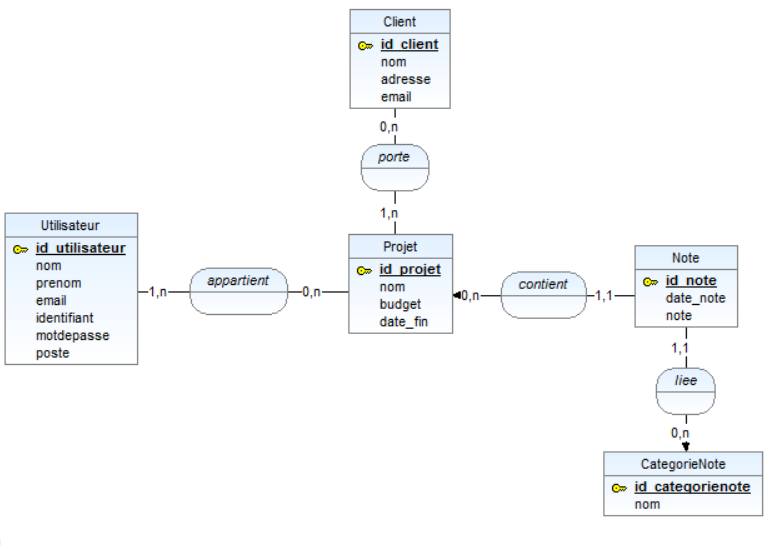 Client
id_client
nom
adresse
email
0,n
porte
1,n
Utilisateur
id_utilisateur
nom
prenom
email
identifiant
motdepasse
poste
1,n
appartient
0,n
Projet
id_projet
nom
budget
date_fin
0,n
contient
1,1
Note
id_note
date_note
note
1,1
liee
0,n
CategorieNote
id_categorienote
nom